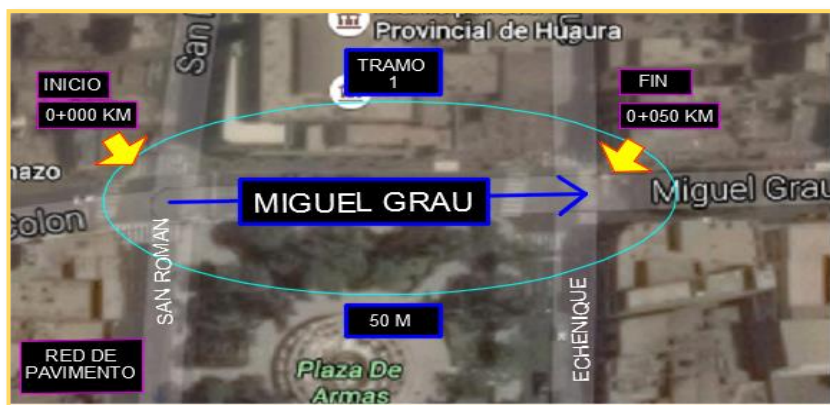 Provincial de Huaura
San
TRAMO
1
INICIO
0+000 KM
FIN
0+050 KM
MIGUEL GRAU
Miguel Grau
Colon
SAN ROMAN
ECHENIQUE
50 M
RED DE
PAVIMENTO
Plaza De
Armas